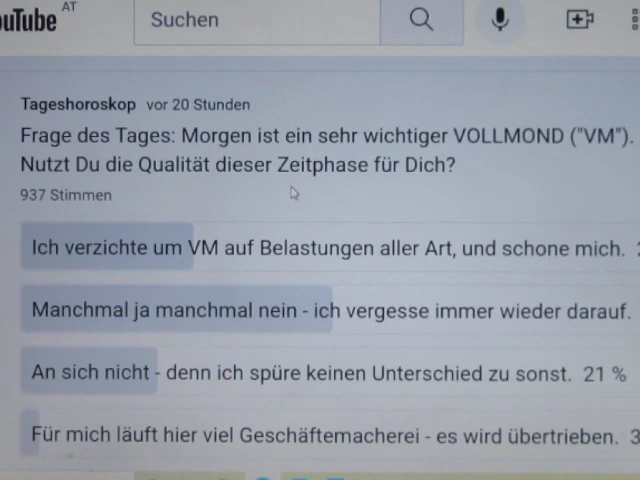 ouTube AT
Suchen
Tageshoroskop vor 20 Stunden
Frage des Tages: Morgen ist ein sehr wichtiger VOLLMOND ("VM").
Nutzt Du die Qualität dieser Zeitphase für Dich?
937 Stimmen
Ich verzichte um VM auf Belastungen aller Art, und schone mich.
Manchmal ja manchmal nein - ich vergesse immer wieder darauf.
An sich nicht - denn ich spüre keinen Unterschied zu sonst. 21 %
Für mich läuft hier viel Geschäftemacherei - es wird übertrieben. 3